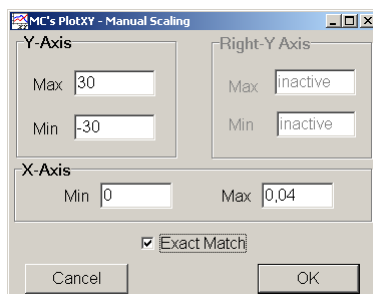 MC's PlotXY - Manual Scaling
Y-Axis
Max 30
Min -30
Right-Y Axis
Max inactive
Min inactive
X-Axis
Min 0 Max 0,04
Exact Match
Cancel OK